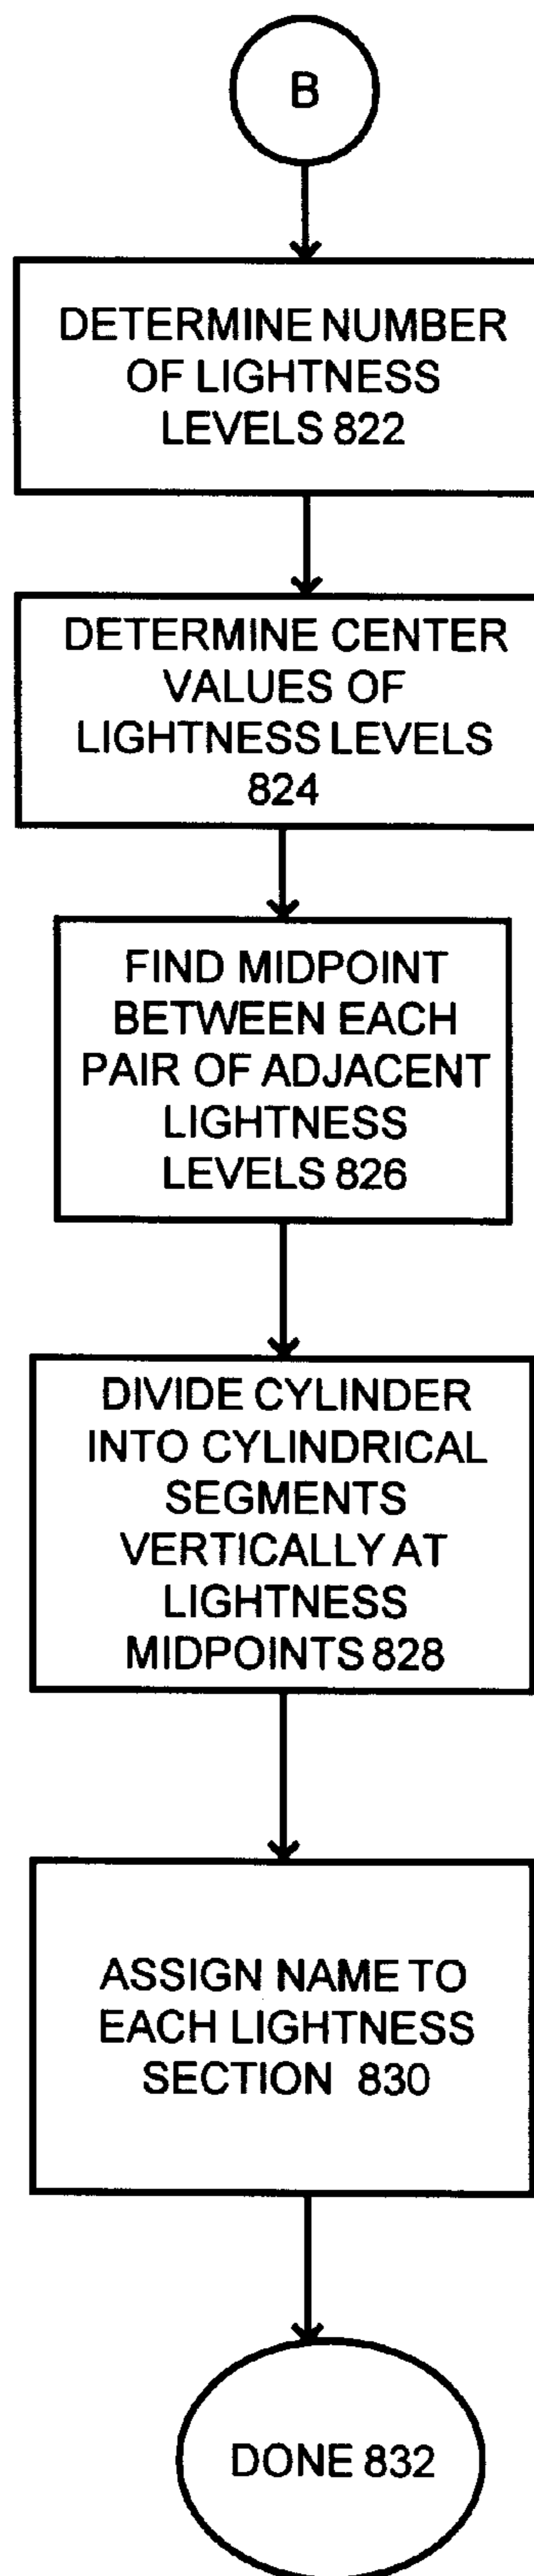 B
DETERMINE NUMBER
OF LIGHTNESS
LEVELS 822
DETERMINE CENTER
VALUES OF
LIGHTNESS LEVELS
824
FIND MIDPOINT
BETWEEN EACH
PAIR OF ADJACENT
LIGHTNESS
LEVELS 826
DIVIDE CYLINDER
INTO CYLINDRICAL
SEGMENTS
VERTICALLY AT
LIGHTNESS
MIDPOINTS 828
ASSIGN NAME TO
EACH LIGHTNESS
SECTION 830
DONE 832